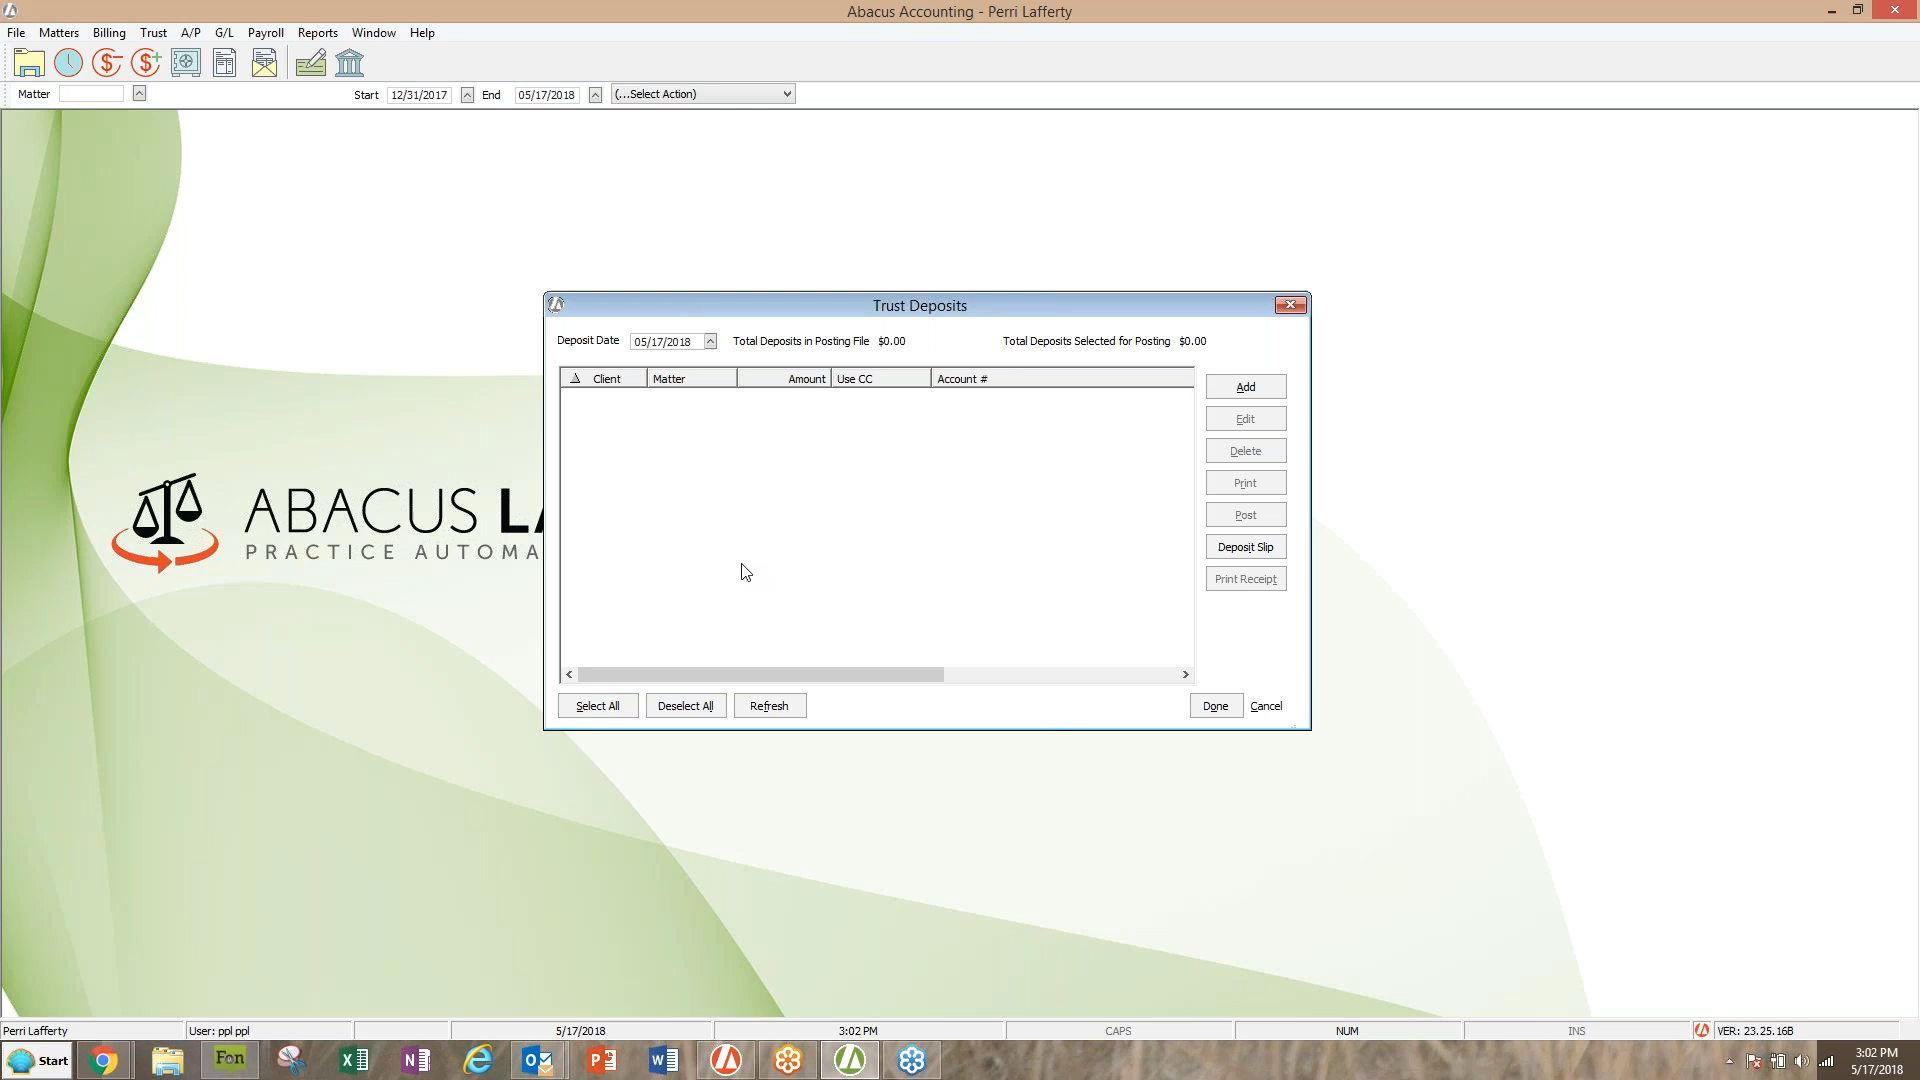 Abacus Accounting - Perri Lafferty
File Matters Billing Trust A/P G/L Payroll Reports Window Help
Matter Start 12/31/2017 End 05/17/2018 (...Select Action)
Trust Deposits
Deposit Date 05/17/2018 Total Deposits in Posting File $0.00 Total Deposits Selected for Posting $0.00
Client Matter Amount Use CC Account #
Add
Edit
Delete
Print
Post
Deposit Slip
Print Receipt
ABACUS LA
PRACTICE AUTOMA
Select All Deselect All Refresh Done Cancel
Perri Lafferty User: ppl ppl 5/17/2018 3:02 PM CAPS NUM INS VER: 23.25.16B
Start Fon 3:02 PM
5/17/2018